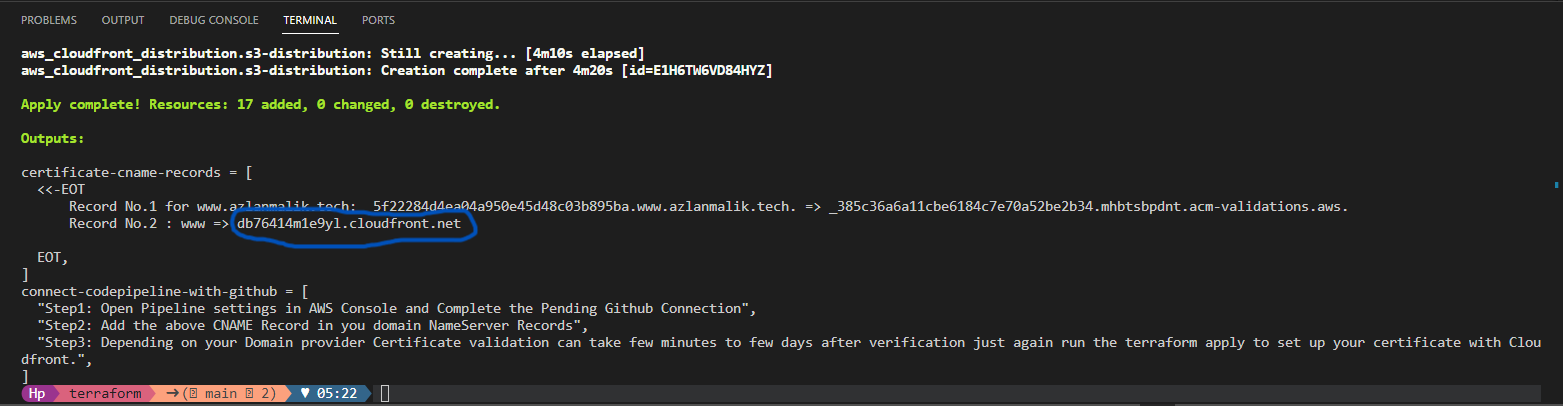 PROBLEMS OUTPUT DEBUG CONSOLE TERMINAL PORTS
aws_cloudfront_distribution.s3-distribution: Still creating... [4m10s elapsed]
aws_cloudfront_distribution.s3-distribution: Creation complete after 4m20s [id=E1H6TW6VD84HYZ]
Apply complete! Resources: 17 added, 0 changed, 0 destroyed.
Outputs:
certificate-cname-records = [
<<-EOT
Record No.1 for www.azlanmalik.tech: _5f22284d4ea04a950e45d48c03b895ba.www.azlanmalik.tech. => _385c36a6a11cbe6184c7e70a52be2b34.mhbtsbpdnt.acm-validations.aws.
Record No.2 : www => db76414m1e9yl.cloudfront.net
EOT,
]
connect-codepipeline-with-github = [
"Step1: Open Pipeline settings in AWS Console and Complete the Pending Github Connection",
"Step2: Add the above CNAME Record in you domain NameServer Records",
"Step3: Depending on your Domain provider Certificate validation can take few minutes to few days after verification just again run the terraform apply to set up your certificate with Clou
dfront.",
]
Hp terraform →( main 2) ♥ 05:22